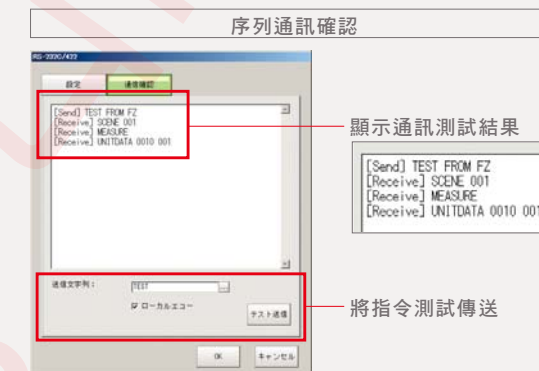 序列通訊確認
RS-232C/422
設定
通信確認
[Send] TEST FROM FZ
[Receive] SCENE 001
[Receive] MEASURE
[Receive] UNITDATA 0010 001
顯示通訊測試結果
[Send] TEST FROM FZ
[Receive] SCENE 001
[Receive] MEASURE
[Receive] UNITDATA 0010 001
送信文字列：
TEST
...
ローカルエコー
テスト送信
將指令測試傳送
OK
キャンセル